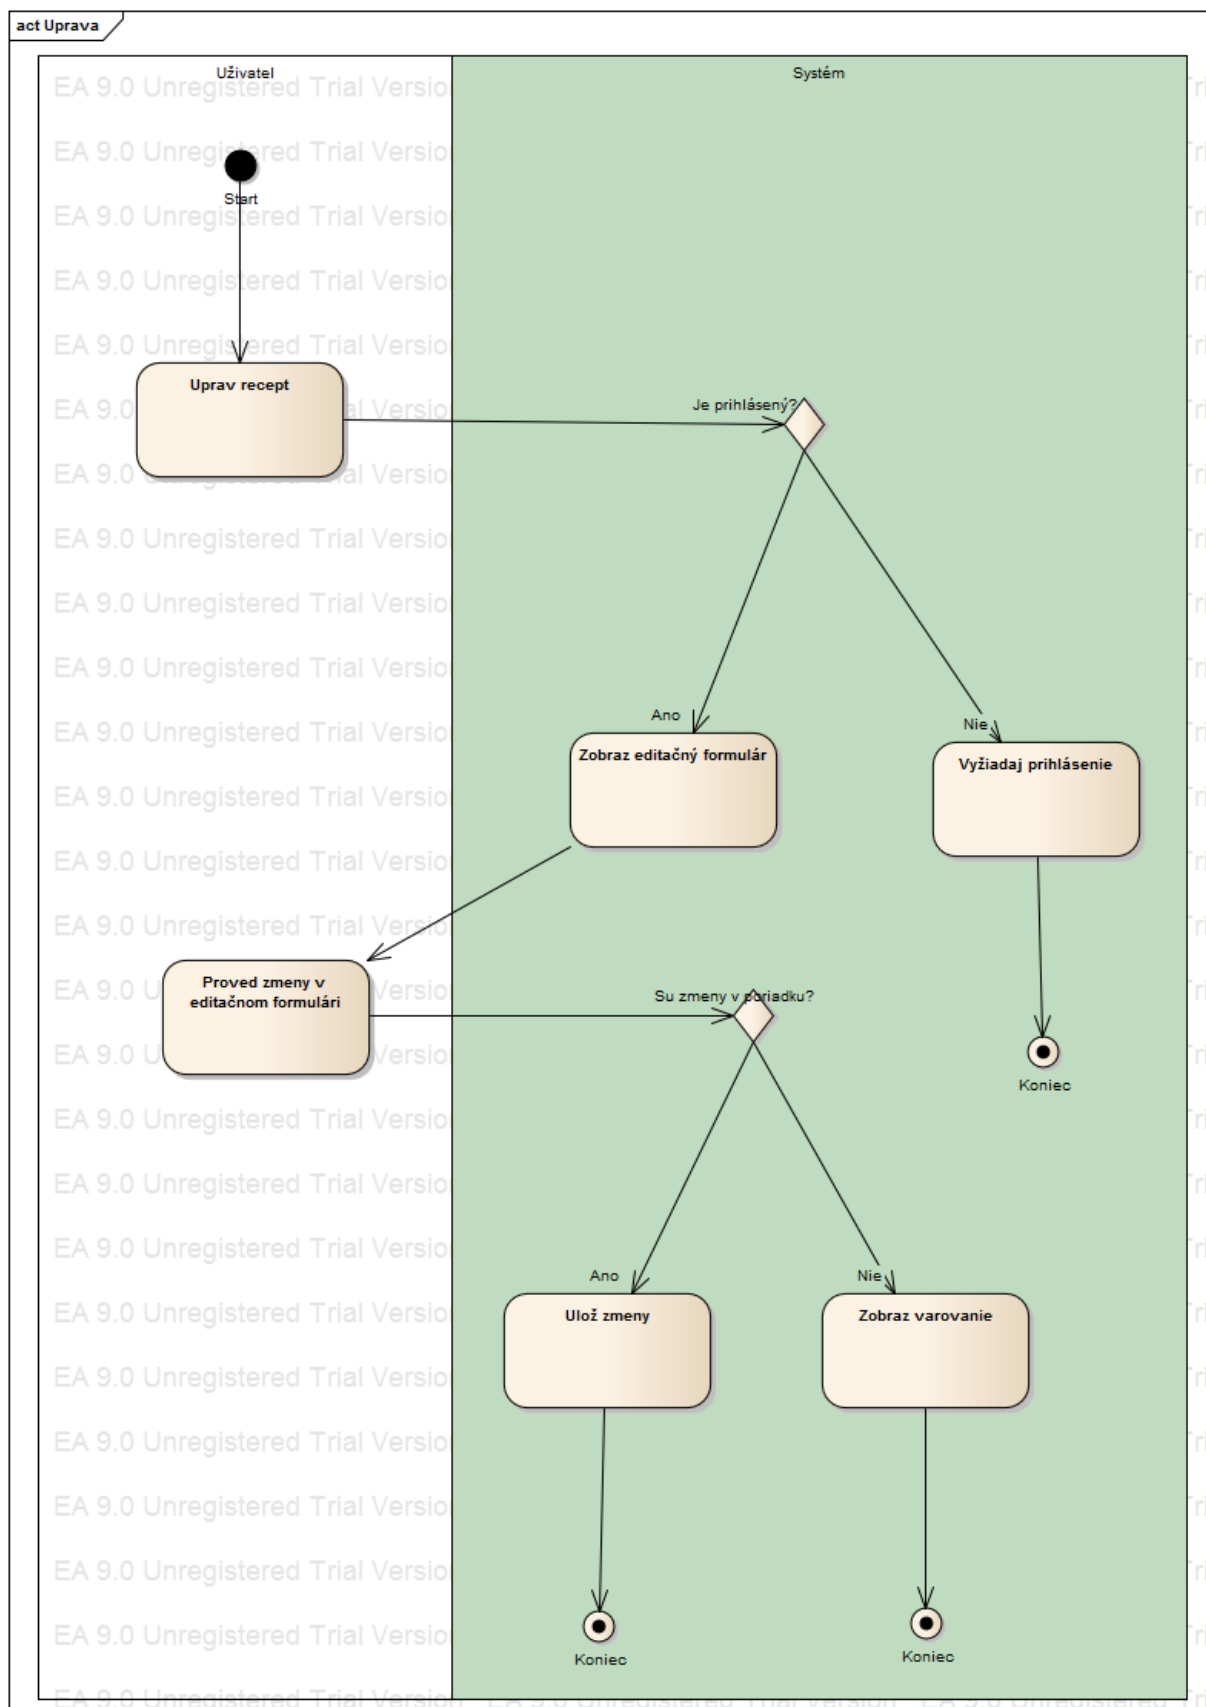 act Uprava
Uživatel
Systém
EA 9.0 Unregistered Trial Version
Start
Uprav recept
Je prihlásený?
Ano
Nie
Zobraz editačný formulár
Vyžiadaj prihlásenie
Proved zmeny v
editačnom formulári
Su zmeny v poriadku?
Koniec
Ano
Nie
Ulož zmeny
Zobraz varovanie
Koniec
Koniec